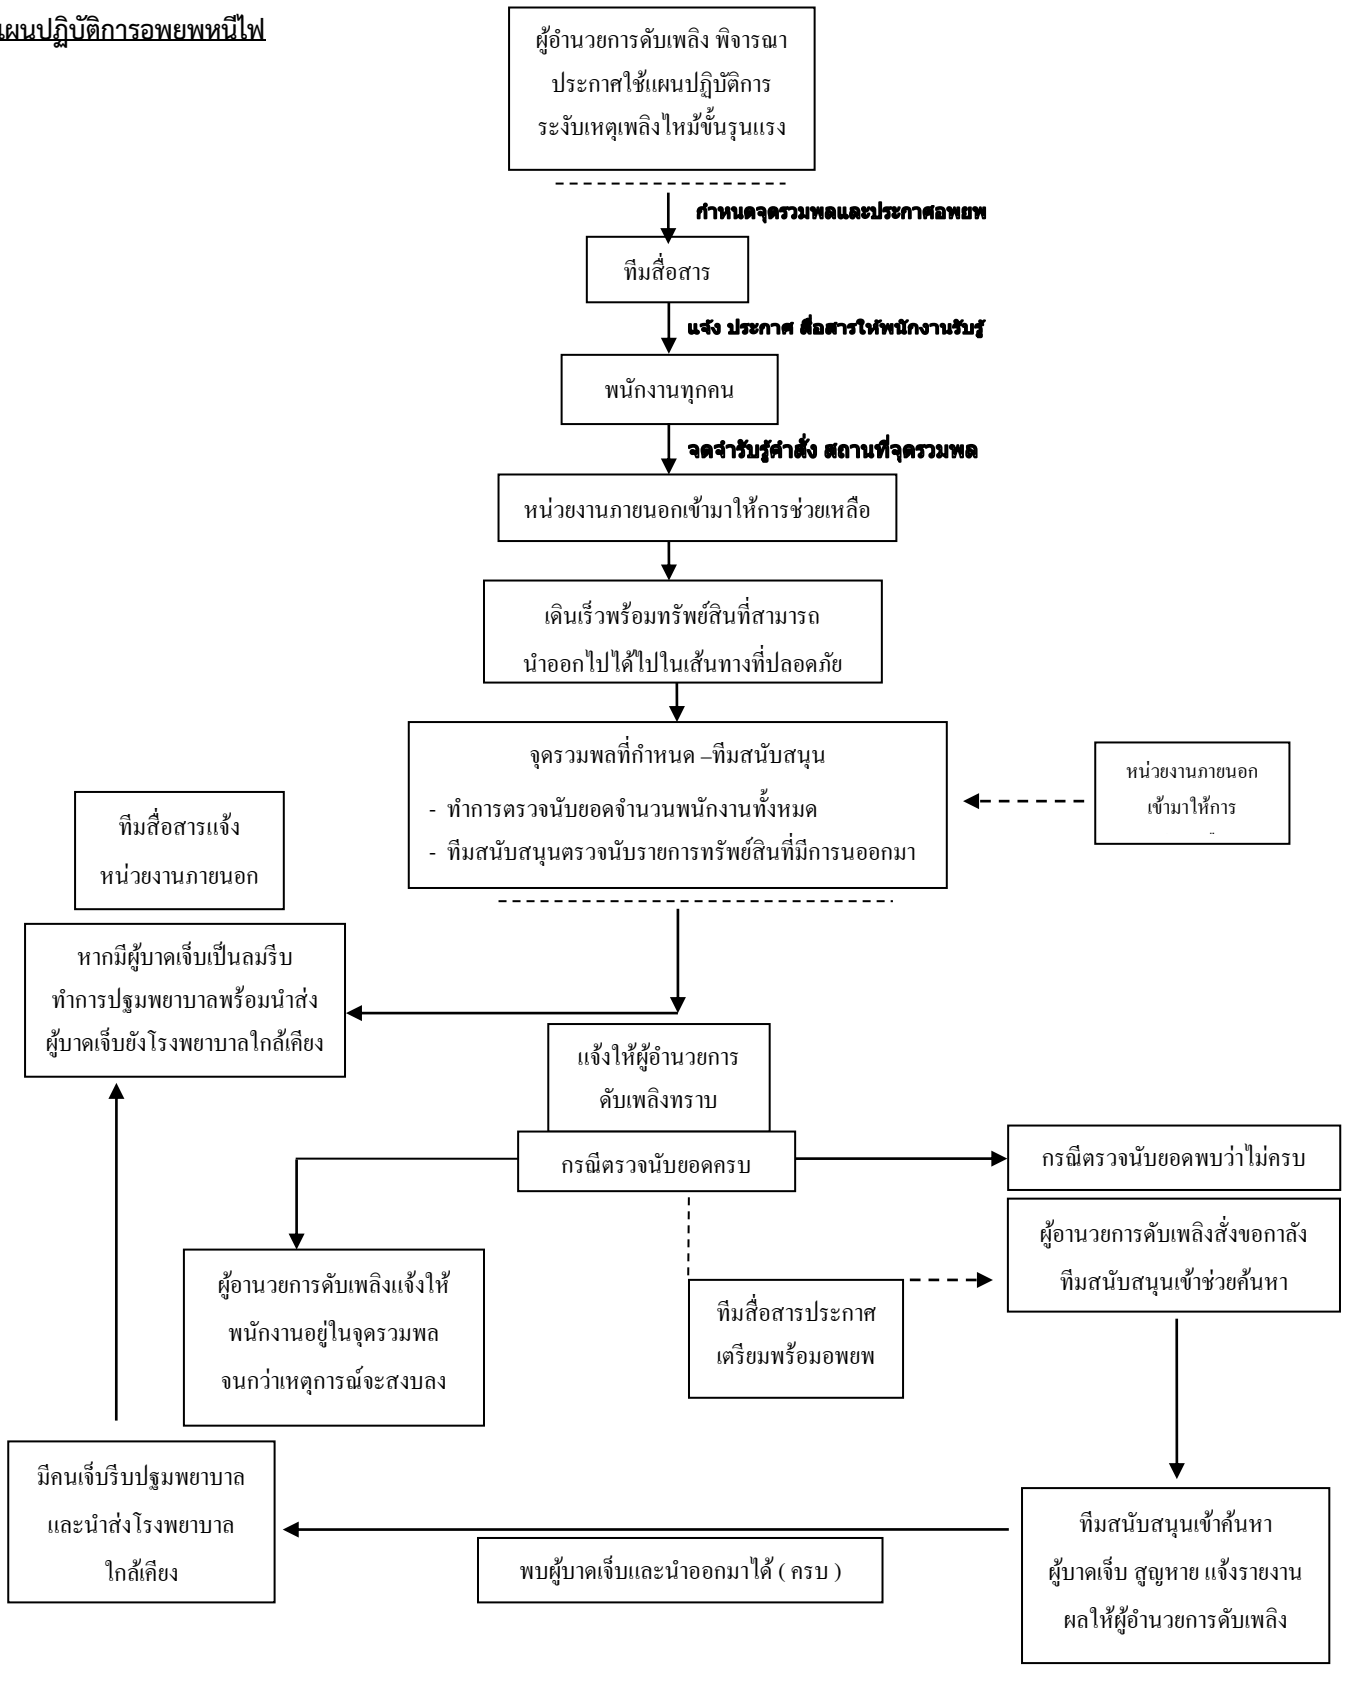 แผนปฏิบัติการอพยพหนีไฟ
ผู้อำนวยการดับเพลิง พิจารณา
ประกาศใช้แผนปฏิบัติการ
ระงับเหตุเพลิงไหม้ขั้นรุนแรง
กำหนดจุดรวมพลและประกาศอพยพ
ทีมสื่อสาร
แจ้ง ประกาศ สื่อสารให้พนักงานรับรู้
พนักงานทุกคน
จดจำรับรู้คำสั่ง สถานที่จุดรวมพล
หน่วยงานภายนอกเข้ามาให้การช่วยเหลือ
เดินเร็วพร้อมทรัพย์สินที่สามารถ
นำออกไปได้ไปในเส้นทางที่ปลอดภัย
จุดรวมพลที่กำหนด –ทีมสนับสนุน
- ทำการตรวจนับยอดจำนวนพนักงานทั้งหมด
- ทีมสนับสนุนตรวจนับรายการทรัพย์สินที่มีการนออกมา
หน่วยงานภายนอก
เข้ามาให้การ
ทีมสื่อสารแจ้ง
หน่วยงานภายนอก
หากมีผู้บาดเจ็บเป็นลมรีบ
ทำการปฐมพยาบาลพร้อมนำส่ง
ผู้บาดเจ็บยังโรงพยาบาลใกล้เคียง
แจ้งให้ผู้อำนวยการ
ดับเพลิงทราบ
กรณีตรวจนับยอดครบ
กรณีตรวจนับยอดพบว่าไม่ครบ
ผู้อานวยการดับเพลิงสั่งขอกาลัง
ทีมสนับสนุนเข้าช่วยค้นหา
ผู้อานวยการดับเพลิงแจ้งให้
พนักงานอยู่ในจุดรวมพล
จนกว่าเหตุการณ์จะสงบลง
ทีมสื่อสารประกาศ
เตรียมพร้อมอพยพ
มีคนเจ็บรีบปฐมพยาบาล
และนำส่งโรงพยาบาล
ใกล้เคียง
พบผู้บาดเจ็บและนำออกมาได้ ( ครบ )
ทีมสนับสนุนเข้าค้นหา
ผู้บาดเจ็บ สูญหาย แจ้งรายงาน
ผลให้ผู้อำนวยการดับเพลิง